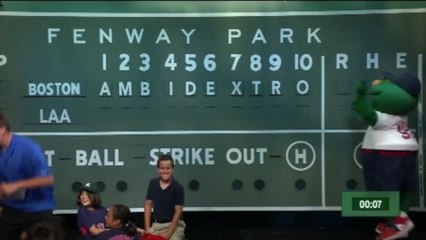 FENWAY PARK
P 1 2 3 4 5 6 7 8 9 10 R H E
BOSTON A M B I D E X T R O
LAA
T - BALL - STRIKE OUT - H - E
00:07